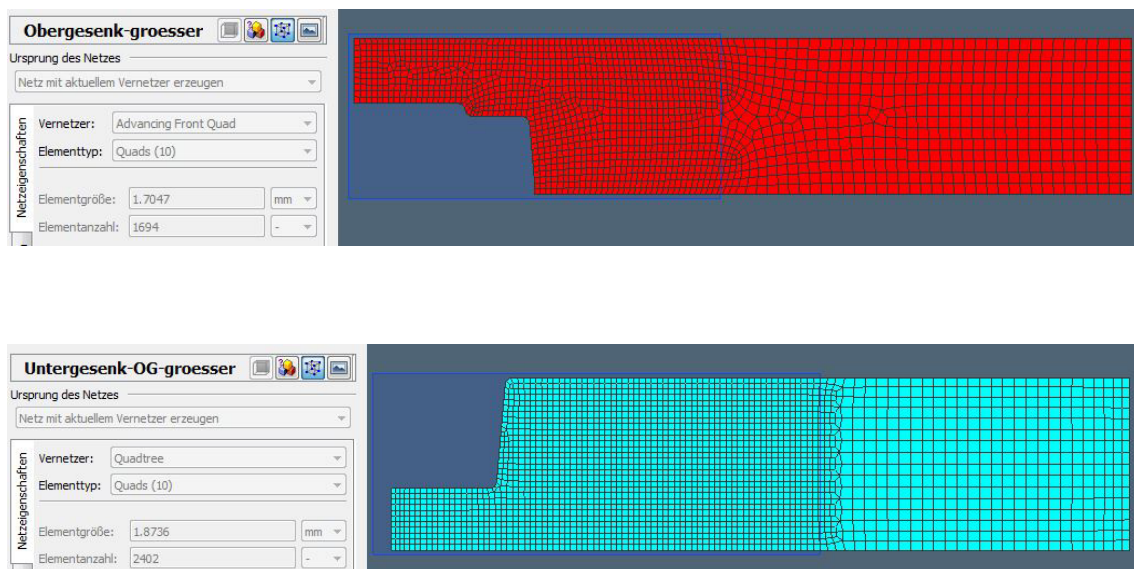 Obergesenk-groesser
Ursprung des Netzes
Netz mit aktuellem Vernetzer erzeugen
Netzeigenschaften
Vernetzer: Advancing Front Quad
Elementtyp: Quads (10)
Elementgröße: 1.7047 mm
Elementanzahl: 1694 -
Untergesenk-OG-groesser
Ursprung des Netzes
Netz mit aktuellem Vernetzer erzeugen
Netzeigenschaften
Vernetzer: Quadtree
Elementtyp: Quads (10)
Elementgröße: 1.8736 mm
Elementanzahl: 2402 -